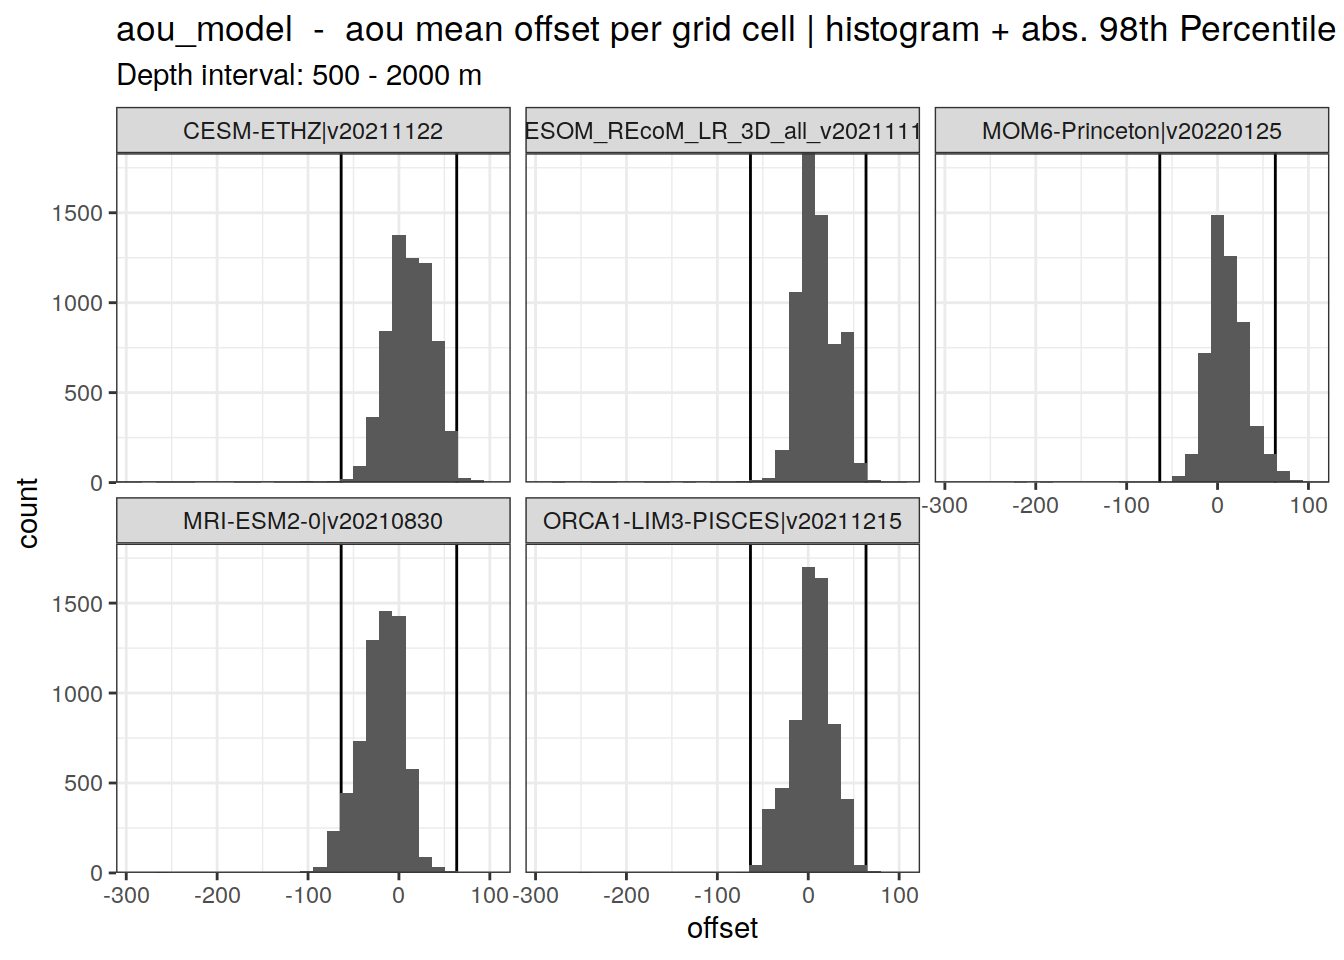 aou_model - aou mean offset per grid cell | histogram + abs. 98th Percentile
Depth interval: 500 - 2000 m
CESM-ETHZ|v20211122
ESOM_REcoM_LR_3D_all_v2021111
MOM6-Princeton|v20220125
1500
1000
500
0
-300 -200 -100 0 100
MRI-ESM2-0|v20210830
ORCA1-LIM3-PISCES|v20211215
1500
1000
500
0
-300 -200 -100 0 100
-300 -200 -100 0 100
count
offset